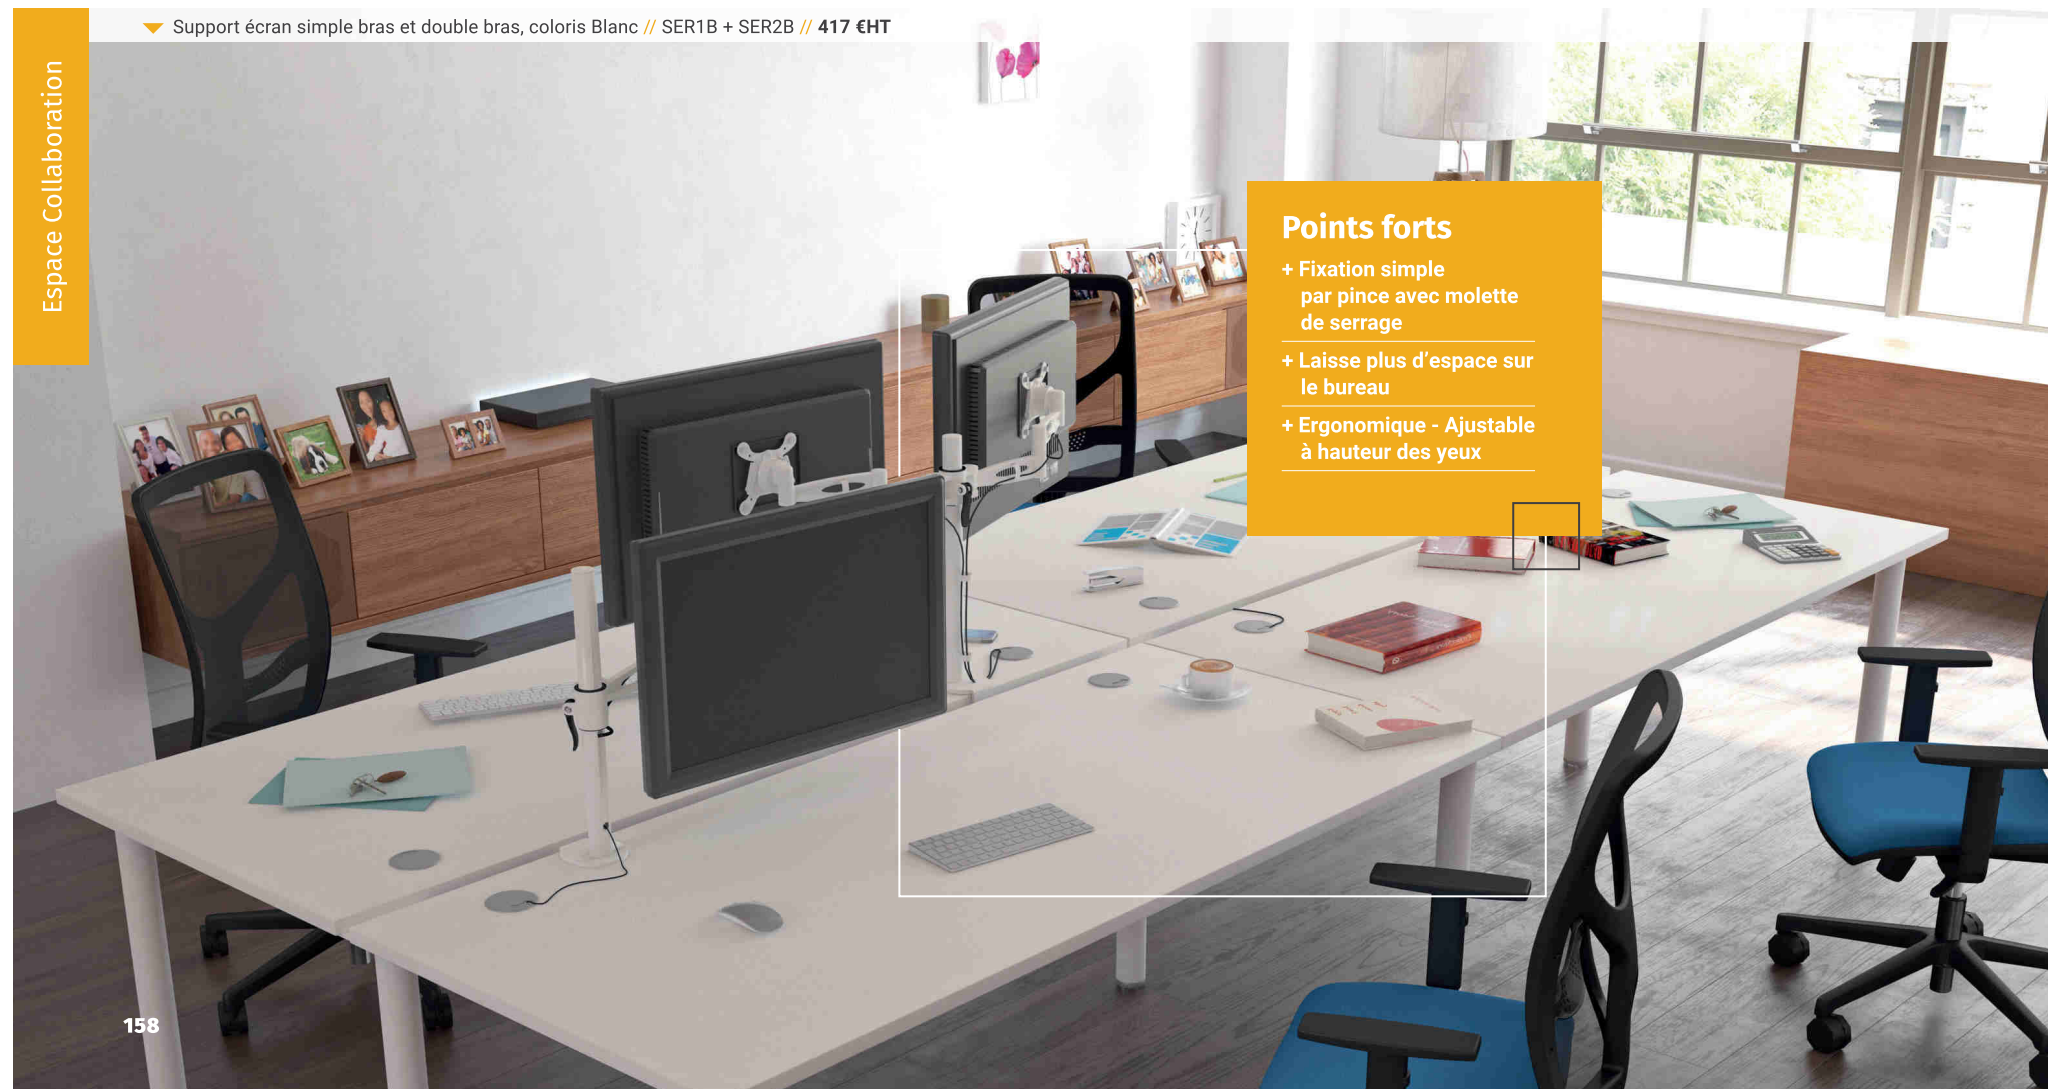 Support écran simple bras et double bras, coloris Blanc // SER1B + SER2B // 417 €HT
Espace Collaboration
Points forts
+ Fixation simple
par pince avec molette
de serrage
+ Laisse plus d’espace sur
le bureau
+ Ergonomique - Ajustable
à hauteur des yeux
158